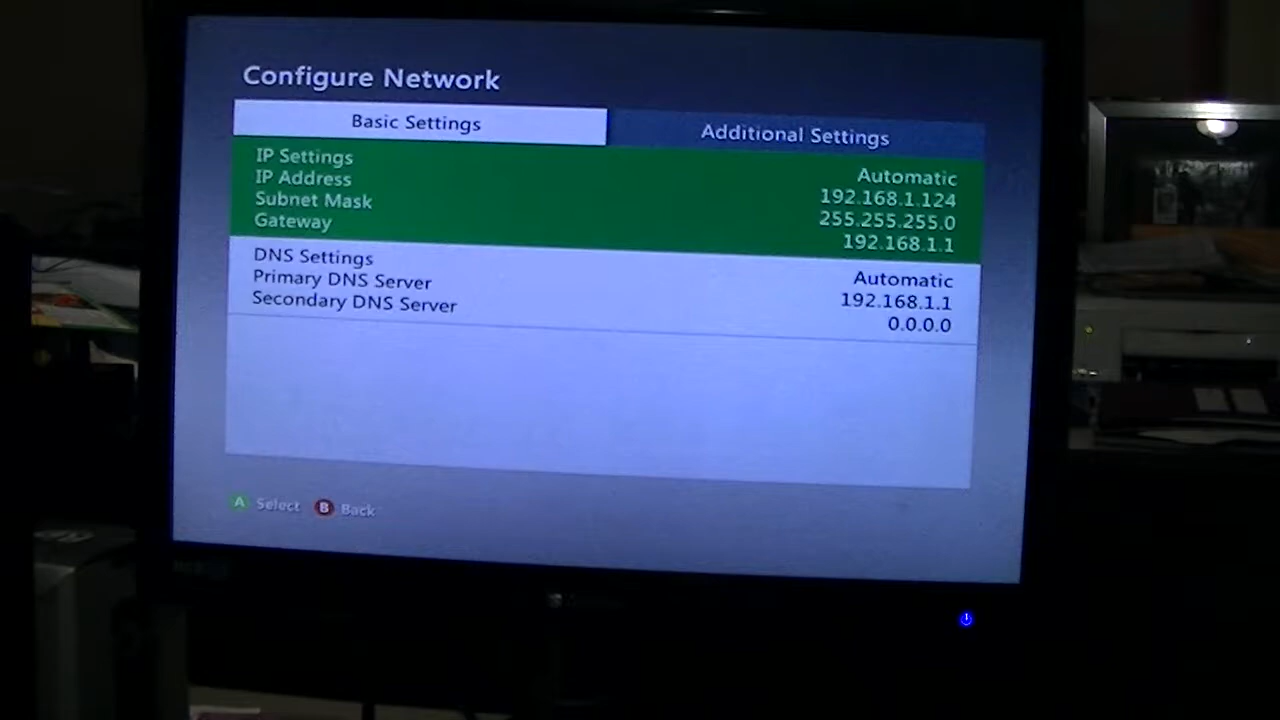 Configure Network
Basic Settings
Additional Settings
IP Settings Automatic
IP Address 192.168.1.124
Subnet Mask 255.255.255.0
Gateway 192.168.1.1
DNS Settings Automatic
Primary DNS Server 192.168.1.1
Secondary DNS Server 0.0.0.0
A Select B Back